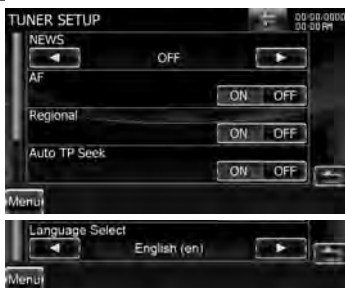 TUNER SETUP
00-00-0000
00:00 PM
NEWS
OFF
AF
ON OFF
Regional
ON OFF
Auto TP Seek
ON OFF
Menu
Language Select
English (en)
Menu